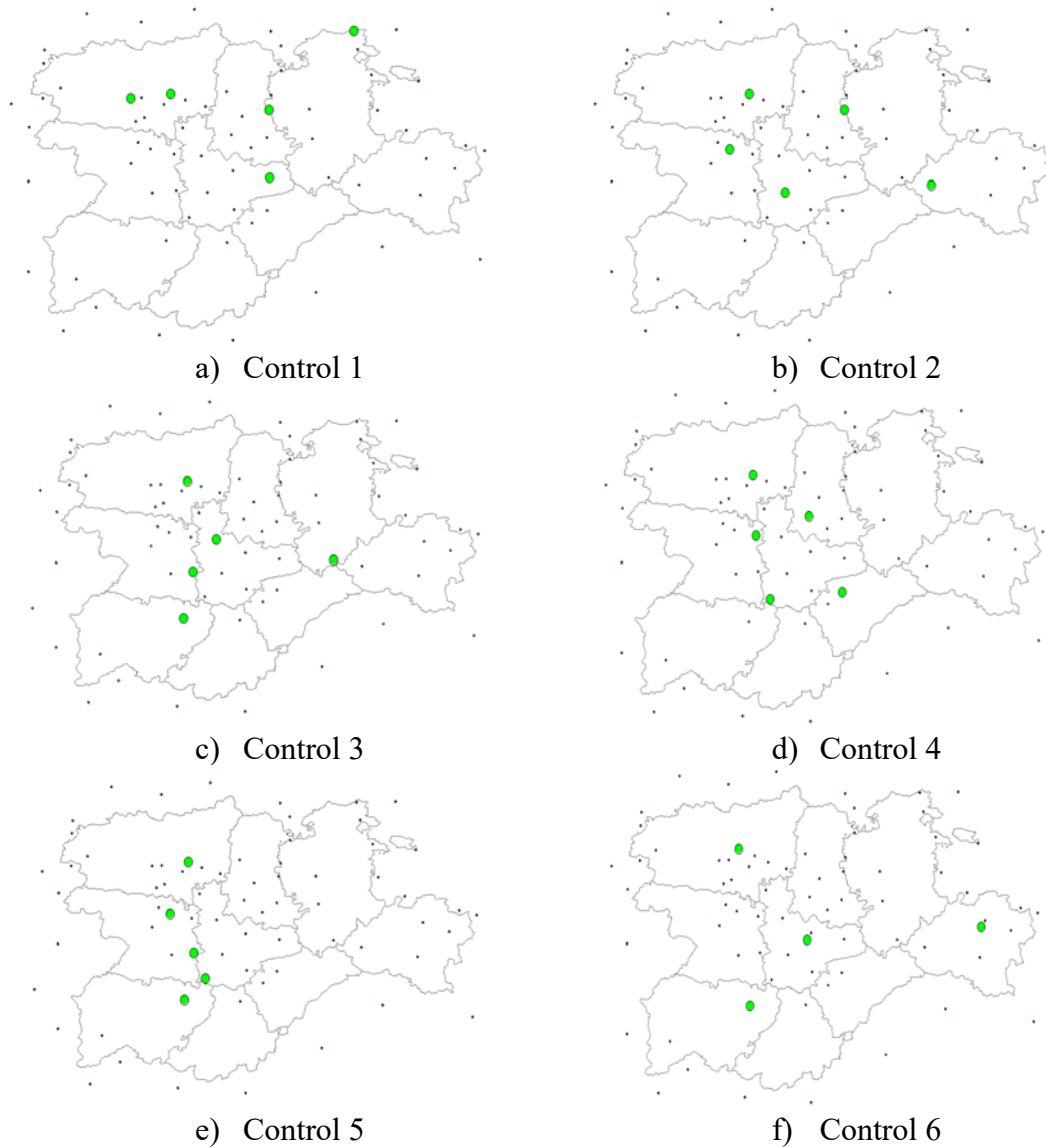 a) Control 1
b) Control 2
c) Control 3
d) Control 4
e) Control 5
f) Control 6